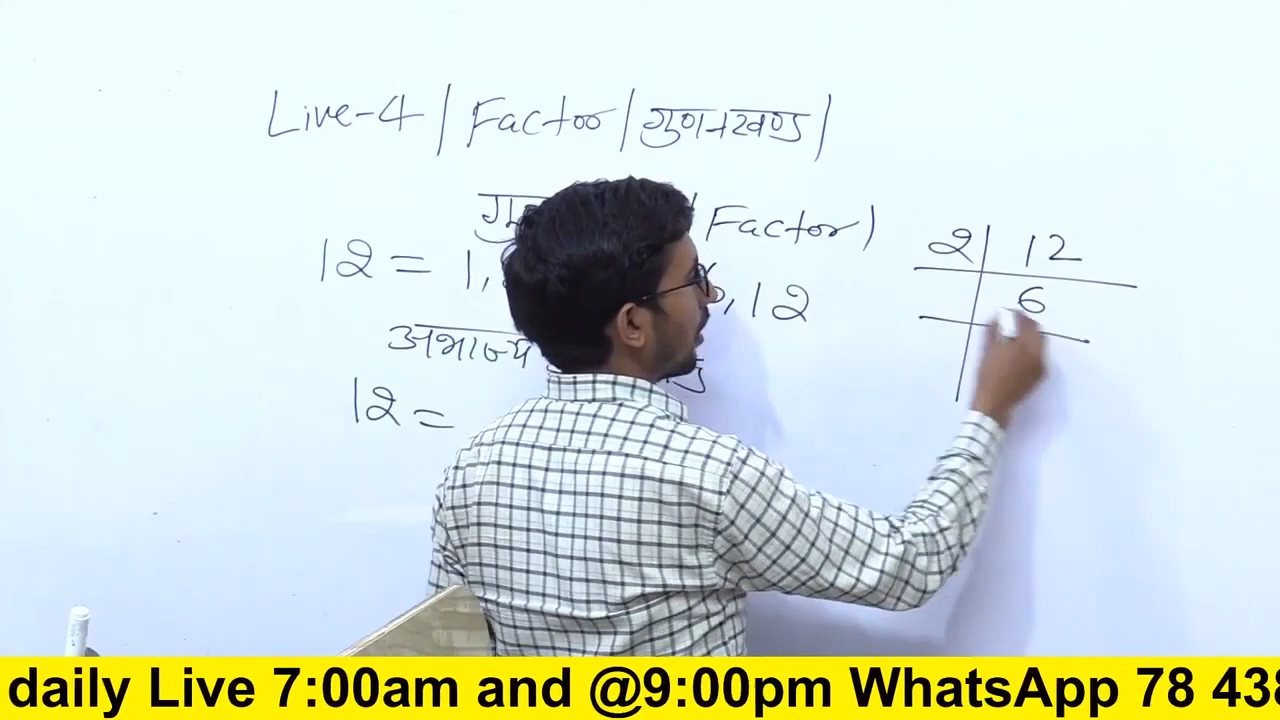 Live-4 | Factor | गुणनखण्ड |
Factor)
12 = 1, , 12
अभाज्य
12 =
2 | 12
6
daily Live 7:00am and @9:00pm WhatsApp 78